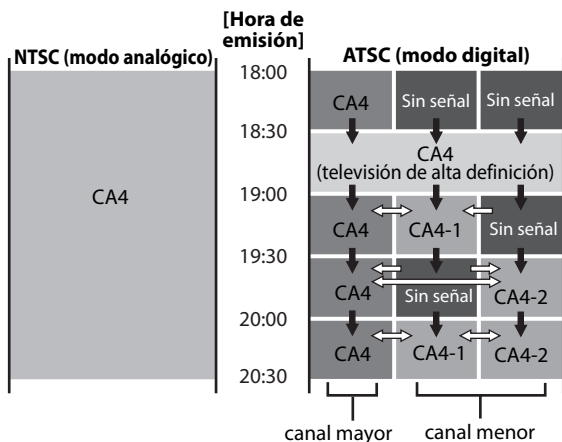 [Hora de
emisión]
NTSC (modo analógico)
ATSC (modo digital)
18:00
CA4
Sin señal
Sin señal
18:30
CA4
(televisión de alta definición)
CA4
19:00
CA4
CA4-1
Sin señal
19:30
CA4
Sin señal
CA4-2
20:00
CA4
CA4-1
CA4-2
20:30
canal mayor
canal menor